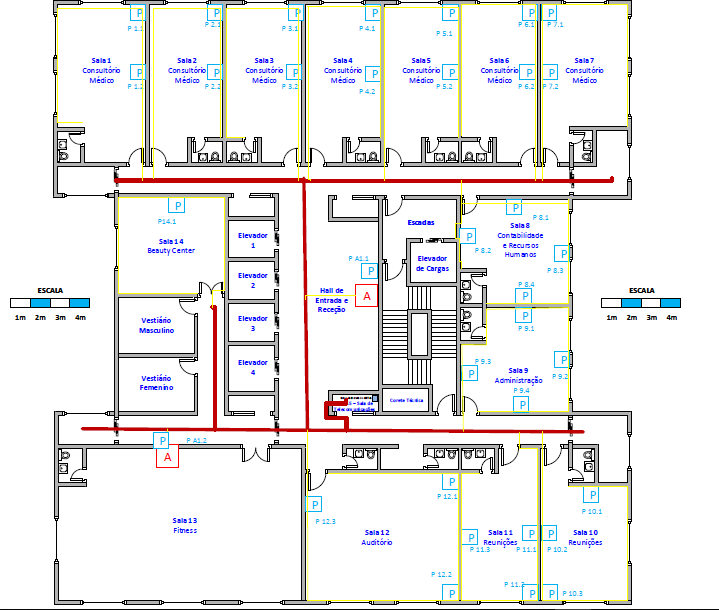 P
P
P
P
P
P
P
P 1.1
P 2.1
P 3.1
P 4.1
P 5.1
P 6.1
P 7.1
Sala 1
Consultório
Médico
Sala 2
Consultório
Médico
Sala 3
Consultório
Médico
Sala 4
Consultório
Médico
Sala 5
Consultório
Médico
Sala 6
Consultório
Médico
Sala 7
Consultório
Médico
P
P
P
P
P
P
P
P 1.2
P 2.2
P 3.2
P 4.2
P 5.2
P 6.2
P 7.2
P
P14.1
Sala 14
Beauty Center
Elevador
1
Elevador
2
Elevador
3
Elevador
4
Escadas
Elevador
de Cargas
P A1.1
P
A
Hall de
Entrada e
Receção
P
P 8.1
Sala 8
Contabilidade
e Recursos
Humanos
P
P 8.2
P
P 8.3
P 8.4
P
ESCALA
1m 2m 3m 4m
ESCALA
1m 2m 3m 4m
Vestiário
Masculino
Vestiário
Femenino
P
P 9.1
P 9.3
P
P
P 9.2
Sala 9
Administração
P 9.4
P
Corete Técnica
P
P A1.2
A
Sala 13
Fitness
P
P 12.1
P
P 12.3
Sala 12
Auditório
P 12.2
P
P
P 11.3
Sala 11
Reuniões
P
P 11.1
P 11.2
P
P
P 10.1
P
P 10.2
Sala 10
Reuniões
P
P 10.3